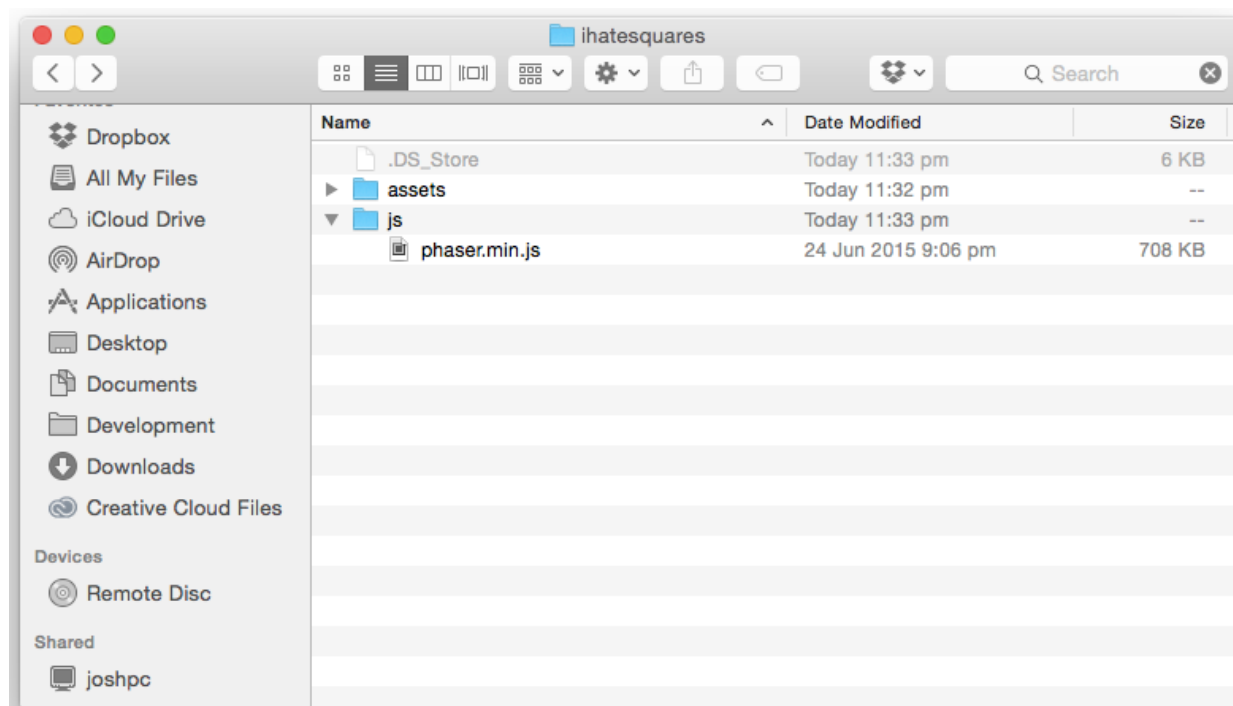 ihatesquares
Search
Favorites
Name Date Modified Size
Dropbox
.DS_Store Today 11:33 pm 6 KB
All My Files
assets Today 11:32 pm --
iCloud Drive
js Today 11:33 pm --
AirDrop
phaser.min.js 24 Jun 2015 9:06 pm 708 KB
Applications
Desktop
Documents
Development
Downloads
Creative Cloud Files
Devices
Remote Disc
Shared
joshpc